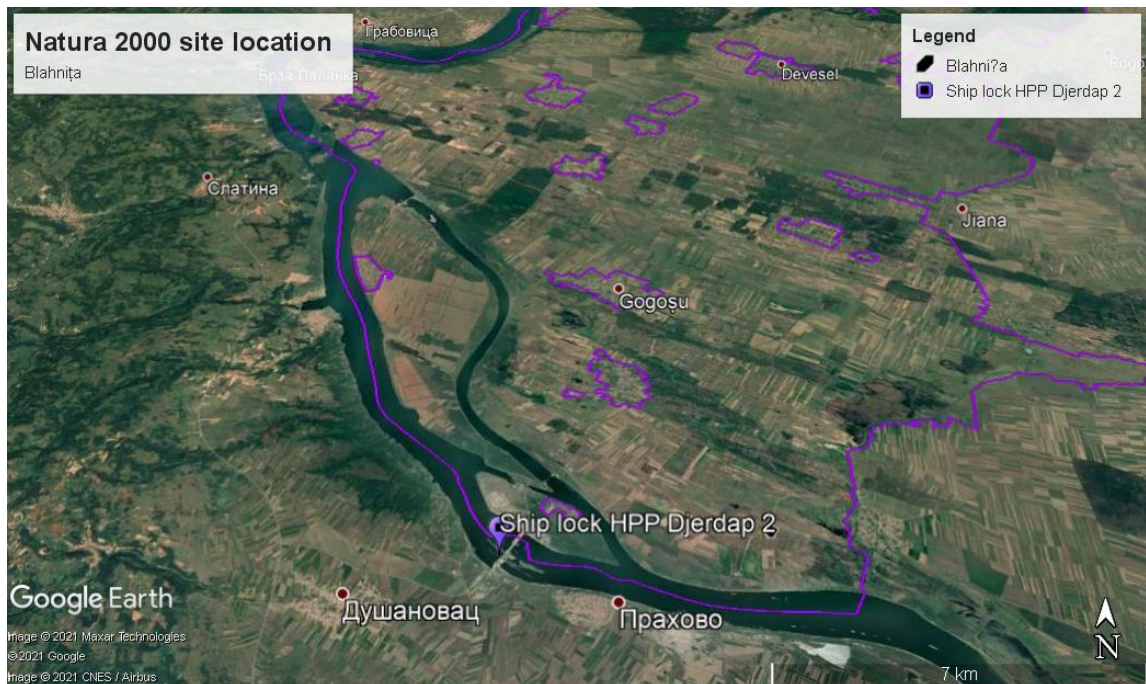 Natura 2000 site location
Blahnița
Legend
Blahni?a
Ship lock HPP Djerdap 2
Грабовица
Брза Паланка
Devesel
Слатина
Jiana
Gogoșu
Ship lock HPP Djerdap 2
Душановац
Прахово
Google Earth
Image © 2021 Maxar Technologies
© 2021 Google
Image © 2021 CNES / Airbus
7 km
N